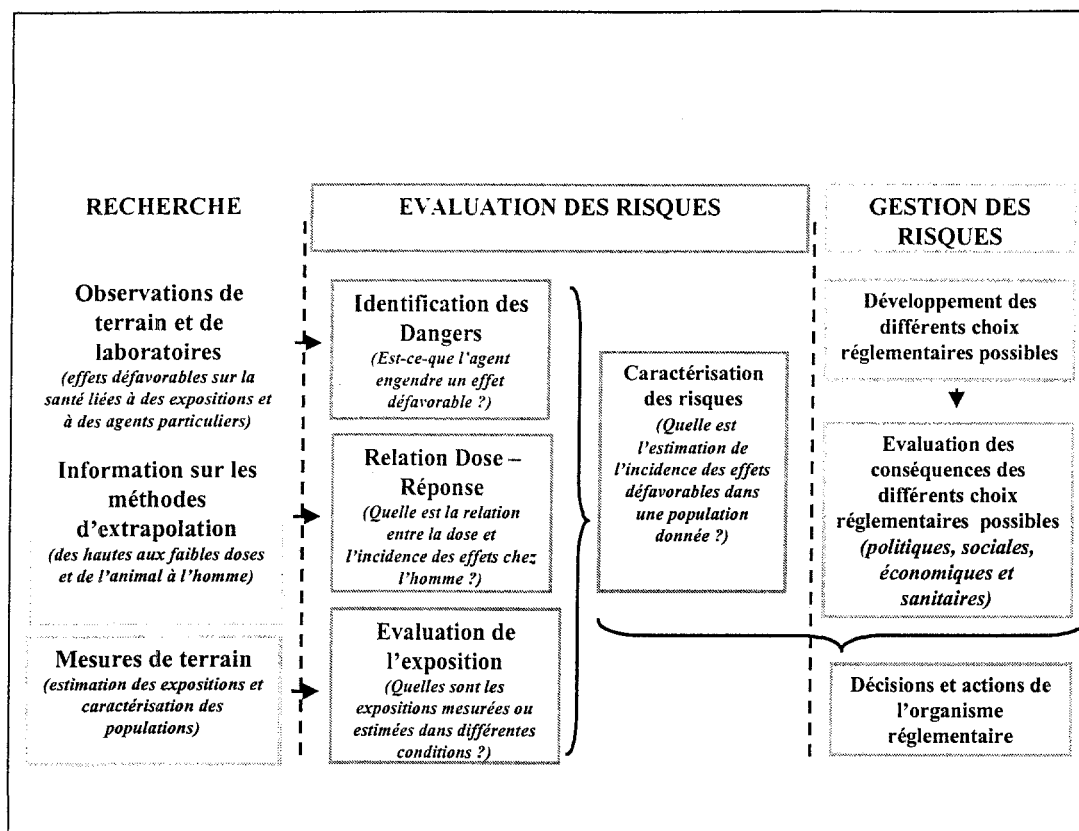 RECHERCHE
EVALUATION DES RISQUES
GESTION DES
RISQUES
Observations de
terrain et de
laboratoires
(effets défavorables sur la
santé liées à des expositions et
à des agents particuliers)
Information sur les
méthodes
d'extrapolation
(des hautes aux faibles doses
et de l'animal à l'homme)
Mesures de terrain
(estimation des expositions et
caractérisation des
populations)
Identification des
Dangers
(Est-ce-que l'agent
engendre un effet
défavorable ?)
Relation Dose –
Réponse
(Quelle est la relation
entre la dose et
l'incidence des effets chez
l'homme ?)
Evaluation de
l'exposition
(Quelles sont les
expositions mesurées ou
estimées dans différentes
conditions ?)
Caractérisation
des risques
(Quelle est
l'estimation de
l'incidence des effets
défavorables dans
une population
donnée ?)
Développement des
différents choix
réglementaires possibles
Evaluation des
conséquences des
différents choix
réglementaires possibles
(politiques, sociales,
économiques et
sanitaires)
Décisions et actions de
l'organisme
réglementaire